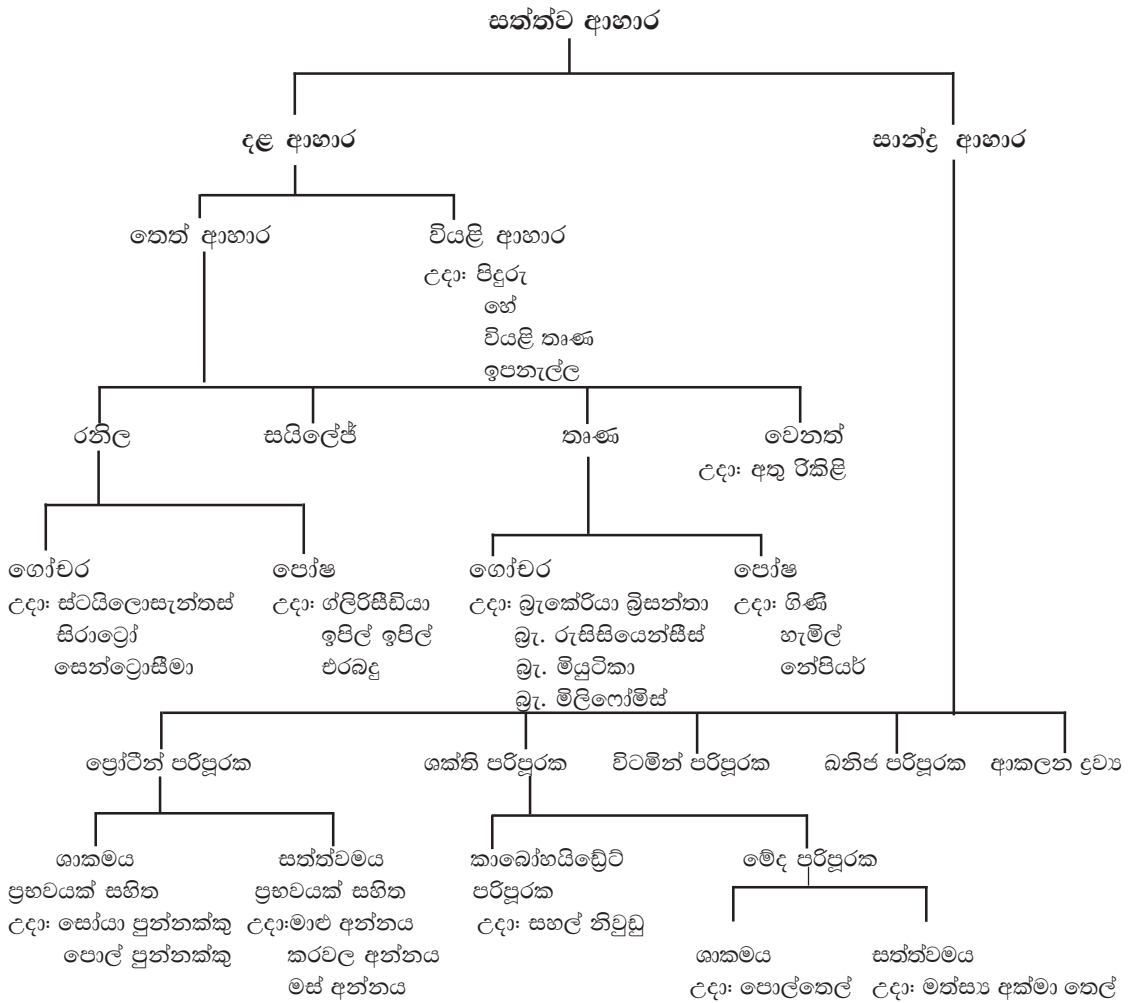 සත්ත්ව ආහාර
දළ ආහාර
සාන්ද්‍ර ආහාර
තෙත් ආහාර
වියළි ආහාර
උදා: පිදුරු
හේ
වියළි තෘණ
ඉපනැල්ල
රනිල
සයිලේජ්
තෘණ
වෙනත්
උදා: අතු රිකිළි
ගෝචර
උදා: ස්ටයිලොසැන්තස්
සිරාට්‍රෝ
සෙන්ට්‍රොසීමා
පෝෂ
උදා: ග්ලිරිසීඩියා
ඉපිල් ඉපිල්
එරබදු
ගෝචර
උදා: බ්‍රැකේරියා බ්‍රිසන්තා
බ්‍රැ. රුසිසියෙන්සීස්
බ්‍රැ. මියුටිකා
බ්‍රැ. මිලිෆෝමිස්
පෝෂ
උදා: ගිණි
හැමිල්
නේපියර්
ප්‍රෝටීන් පරිපූරක
ශක්ති පරිපූරක
විටමින් පරිපූරක
ඛනිජ පරිපූරක
ආකලන ද්‍රව්‍ය
ශාකමය
ප්‍රභවයක් සහිත
උදා: සෝයා පුන්නක්කු
පොල් පුන්නක්කු
සත්ත්වමය
ප්‍රභවයක් සහිත
උදා:මාළු අන්නය
කරවල අන්නය
මස් අන්නය
කාබෝහයිඩ්‍රේට්
පරිපූරක
උදා: සහල් නිවුඩු
මේද පරිපූරක
ශාකමය
උදා: පොල්තෙල්
සත්ත්වමය
උදා: මත්ස්‍ය අක්මා තෙල්